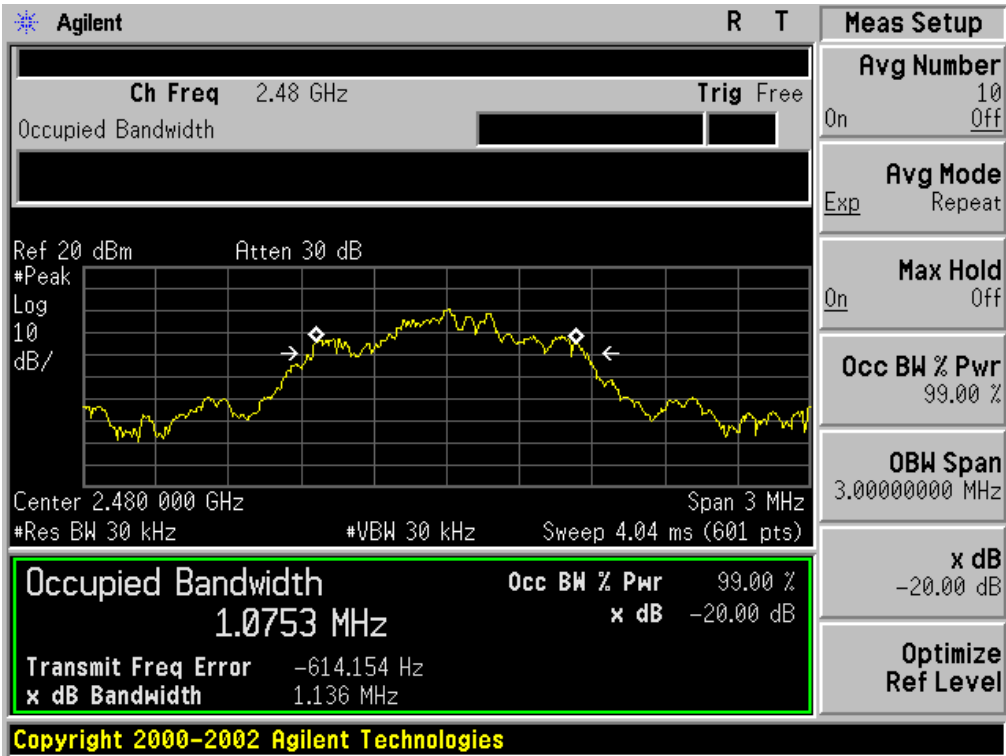 Agilent R T
Ch Freq 2.48 GHz Trig Free
Occupied Bandwidth
Ref 20 dBm Atten 30 dB
#Peak
Log
10
dB/
Center 2.480 000 GHz Span 3 MHz
#Res BW 30 kHz #VBW 30 kHz Sweep 4.04 ms (601 pts)
Occupied Bandwidth Occ BW % Pwr 99.00 %
1.0753 MHz x dB -20.00 dB
Transmit Freq Error -614.154 Hz
x dB Bandwidth 1.136 MHz
Copyright 2000-2002 Agilent Technologies
Meas Setup
Avg Number
10
On Off
Avg Mode
Exp Repeat
Max Hold
On Off
Occ BW % Pwr
99.00 %
OBW Span
3.00000000 MHz
x dB
-20.00 dB
Optimize
Ref Level